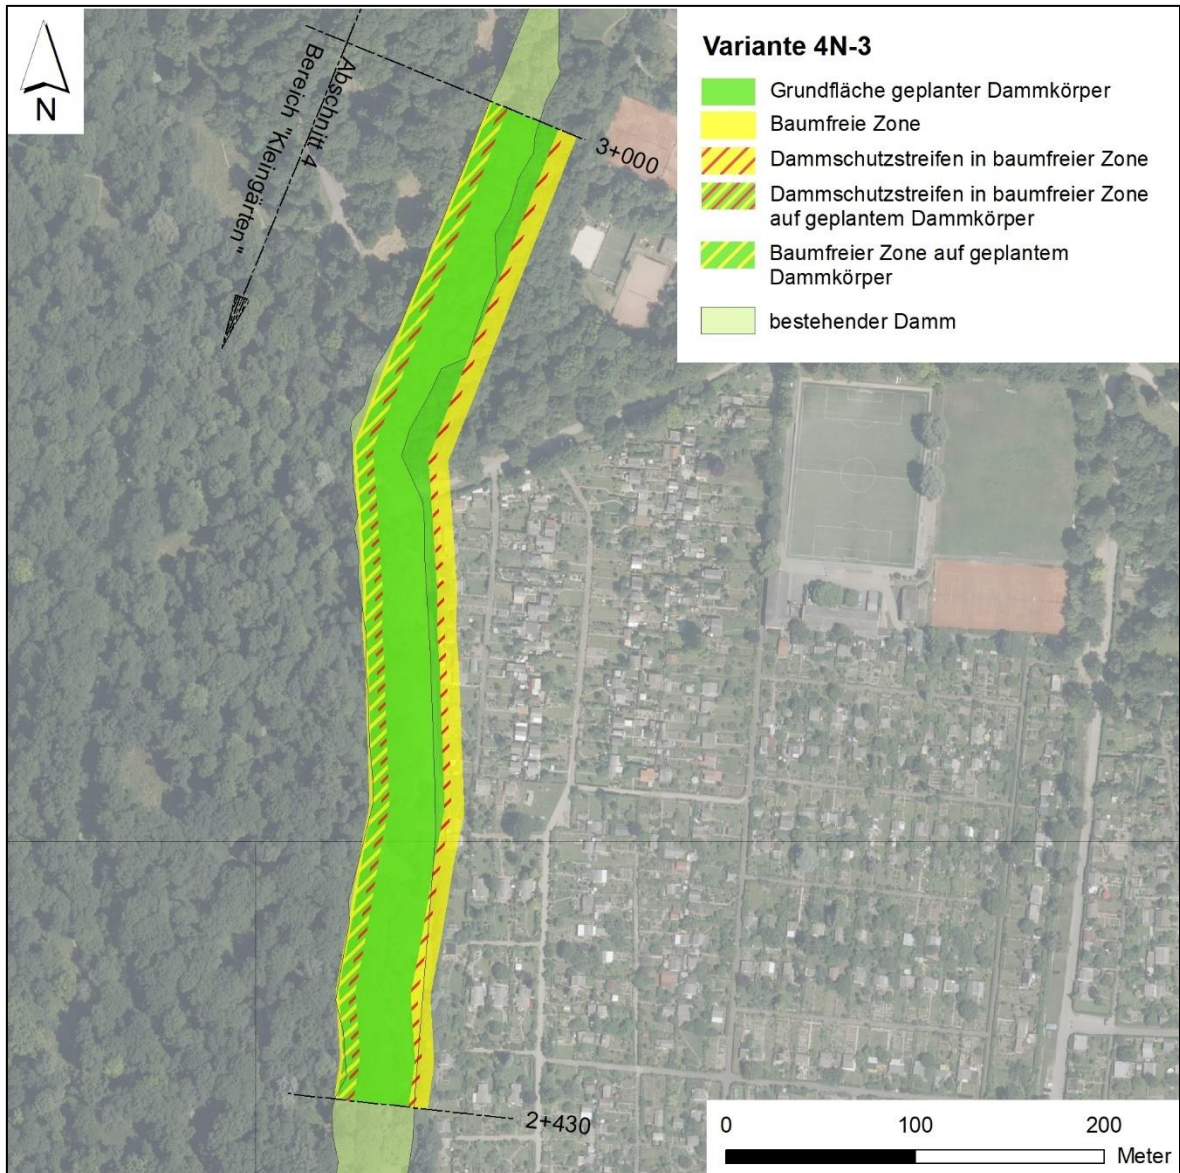 N
Abschnitt 4
Bereich "Kleingärten"
3+000
Variante 4N-3
Grundfläche geplanter Dammkörper
Baumfreie Zone
Dammschutzstreifen in baumfreier Zone
Dammschutzstreifen in baumfreier Zone
auf geplantem Dammkörper
Baumfreier Zone auf geplantem
Dammkörper
bestehender Damm
2+430
0 100 200
Meter